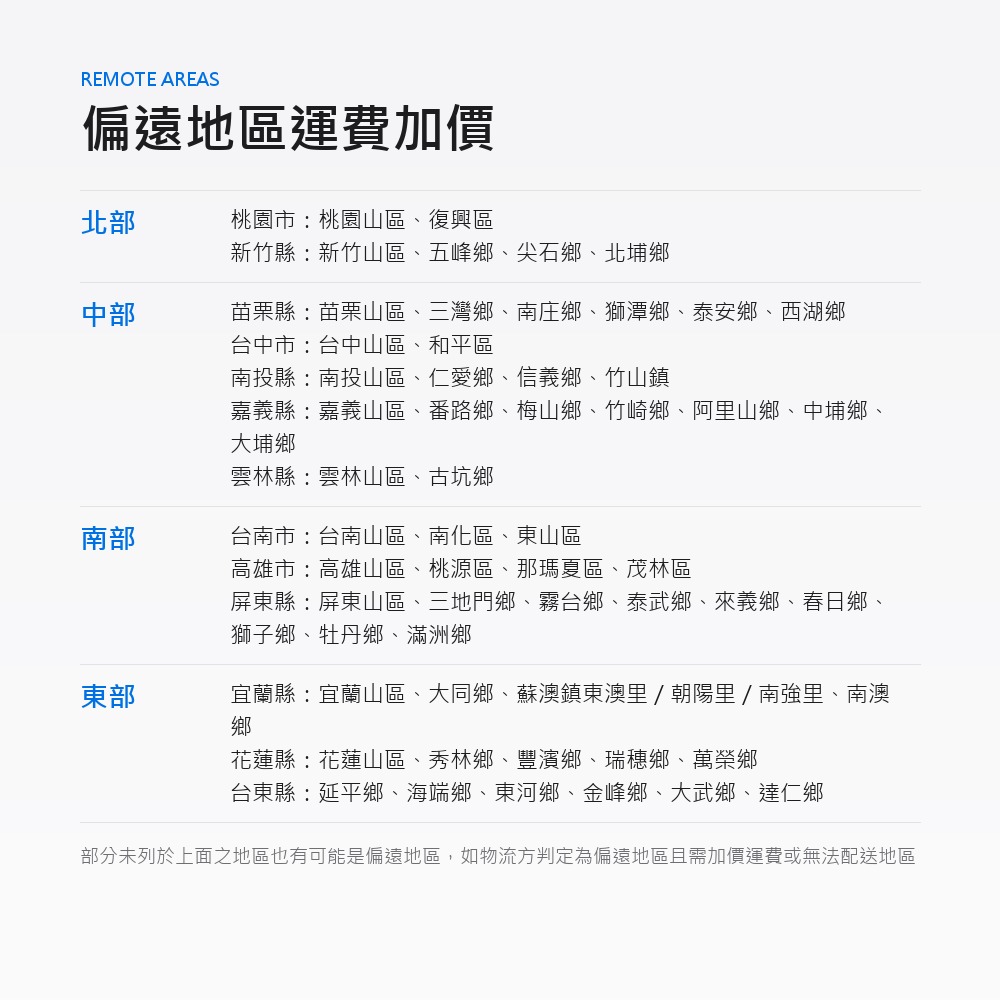 REMOTE AREAS
偏遠地區運費加價
北部
桃園市：桃園山區、復興區
新竹縣：新竹山區、五峰鄉、尖石鄉、北埔鄉
中部
苗栗縣：苗栗山區、三灣鄉、南庄鄉、獅潭鄉、泰安鄉、西湖鄉
台中市：台中山區、和平區
南投縣：南投山區、仁愛鄉、信義鄉、竹山鎮
嘉義縣：嘉義山區、番路鄉、梅山鄉、竹崎鄉、阿里山鄉、中埔鄉、
大埔鄉
雲林縣：雲林山區、古坑鄉
南部
台南市：台南山區、南化區、東山區
高雄市：高雄山區、桃源區、那瑪夏區、茂林區
屏東縣：屏東山區、三地門鄉、霧台鄉、泰武鄉、來義鄉、春日鄉、
獅子鄉、牡丹鄉、滿洲鄉
東部
宜蘭縣：宜蘭山區、大同鄉、蘇澳鎮東澳里 / 朝陽里 / 南強里、南澳
鄉
花蓮縣：花蓮山區、秀林鄉、豐濱鄉、瑞穗鄉、萬榮鄉
台東縣：延平鄉、海端鄉、東河鄉、金峰鄉、大武鄉、達仁鄉
部分未列於上面之地區也有可能是偏遠地區，如物流方判定為偏遠地區且需加價運費或無法配送地區